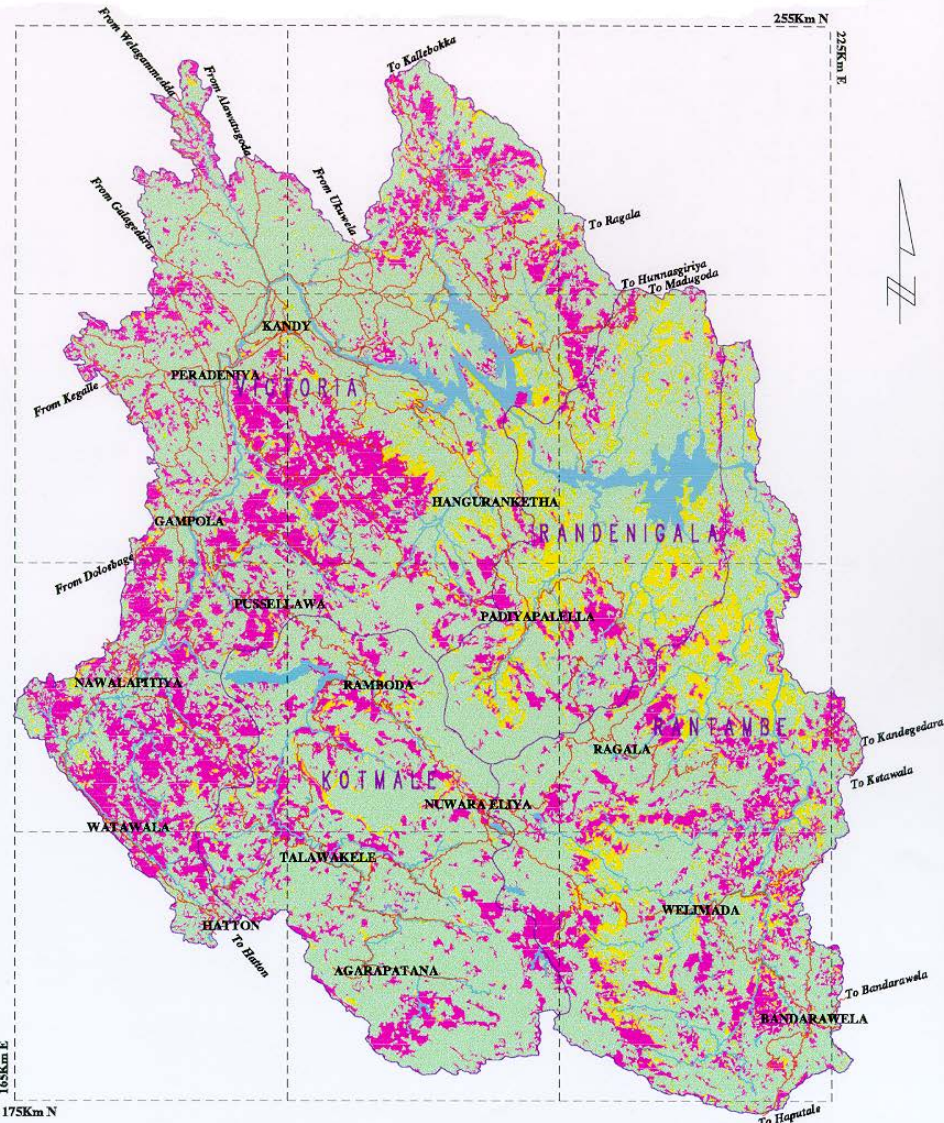 255Km N
225Km E
From Welagammedda
From Alawatugoda
To Kallebokka
From Galagedara
From Ukuwela
To Ragala
To Hunnasgiriya
To Madugoda
KANDY
From Kegalle
PERADENIYA
VICTORIA
HANGURANKETHA
GAMPOLA
RANDENIGALA
From Dolosbage
PUSSELLAWA
PADIYAPALELLA
NAWALAPITIYA
RAMBODA
RANTAMBE
RAGALA
To Kandegedara
KOTMALE
To Ketawala
NUWARA ELIYA
WATAWALA
TALAWAKELE
WELIMADA
HATTON
To Hatton
AGARAPATANA
To Bandarawela
BANDARAWELA
165Km E
175Km N
To Haputale